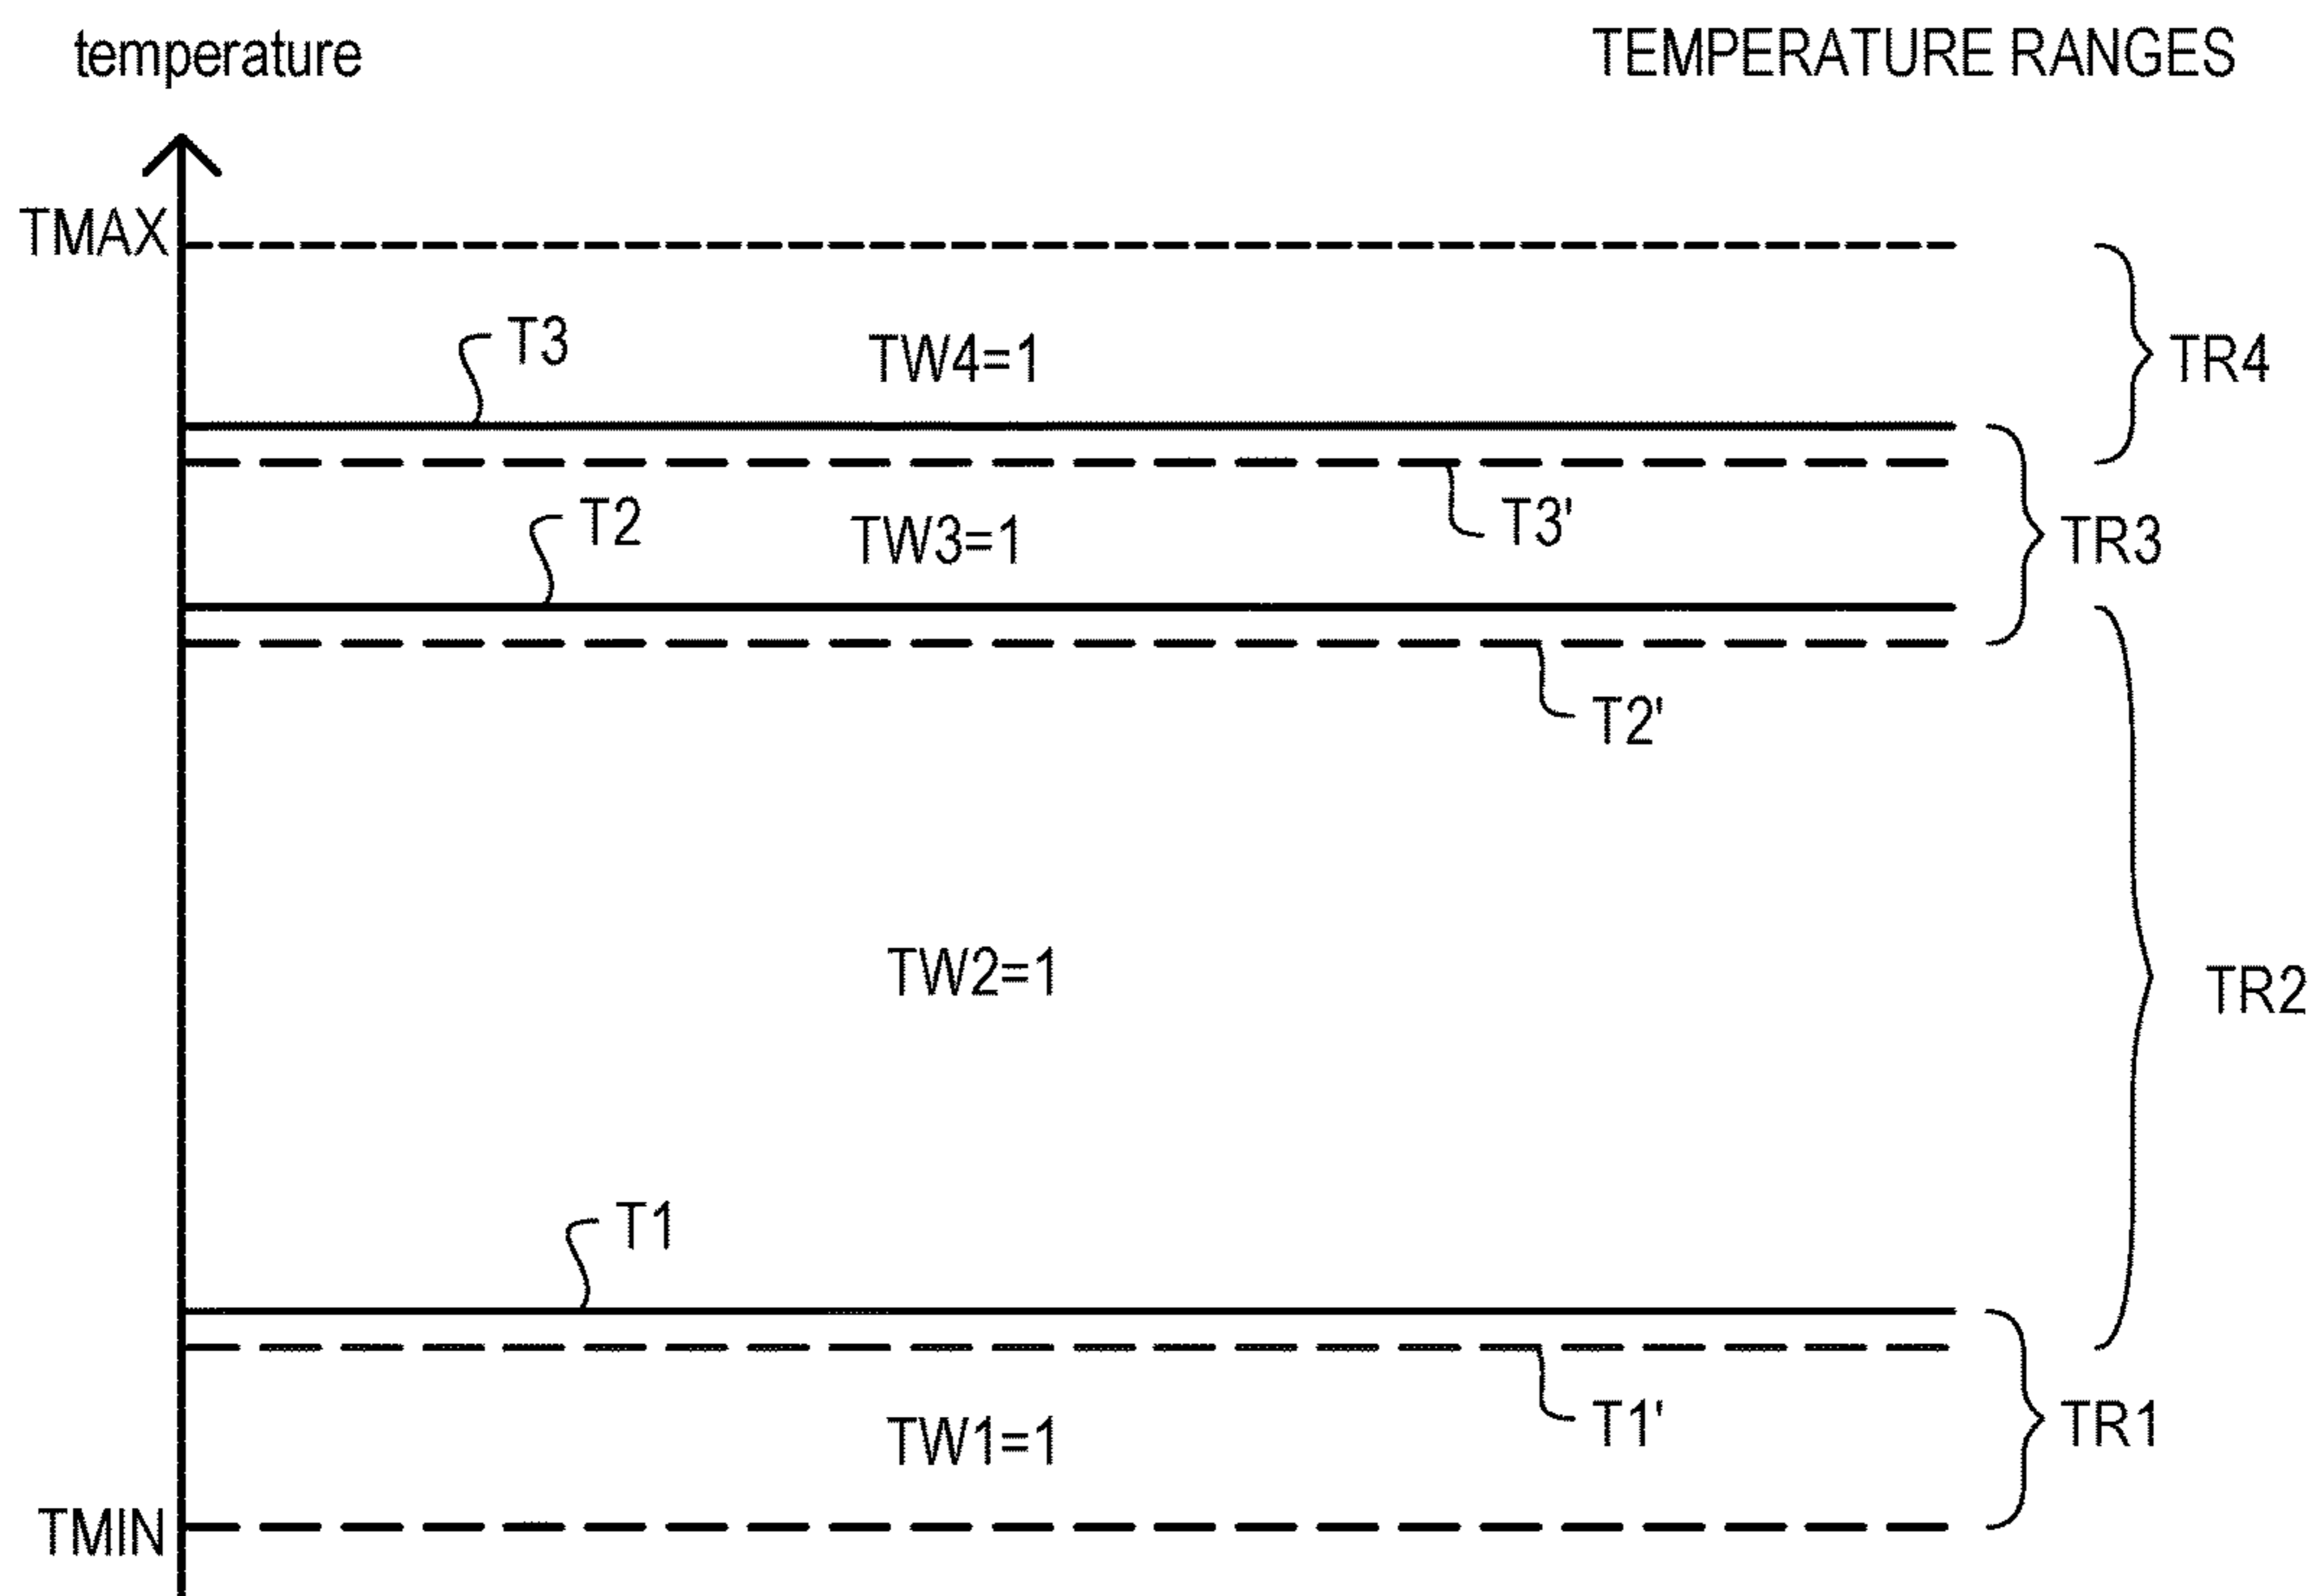 temperature
TEMPERATURE RANGES
TMAX
T3
TW4=1
TR4
T2
TW3=1
T3'
TR3
T2'
TW2=1
TR2
T1
TW1=1
T1'
TR1
TMIN